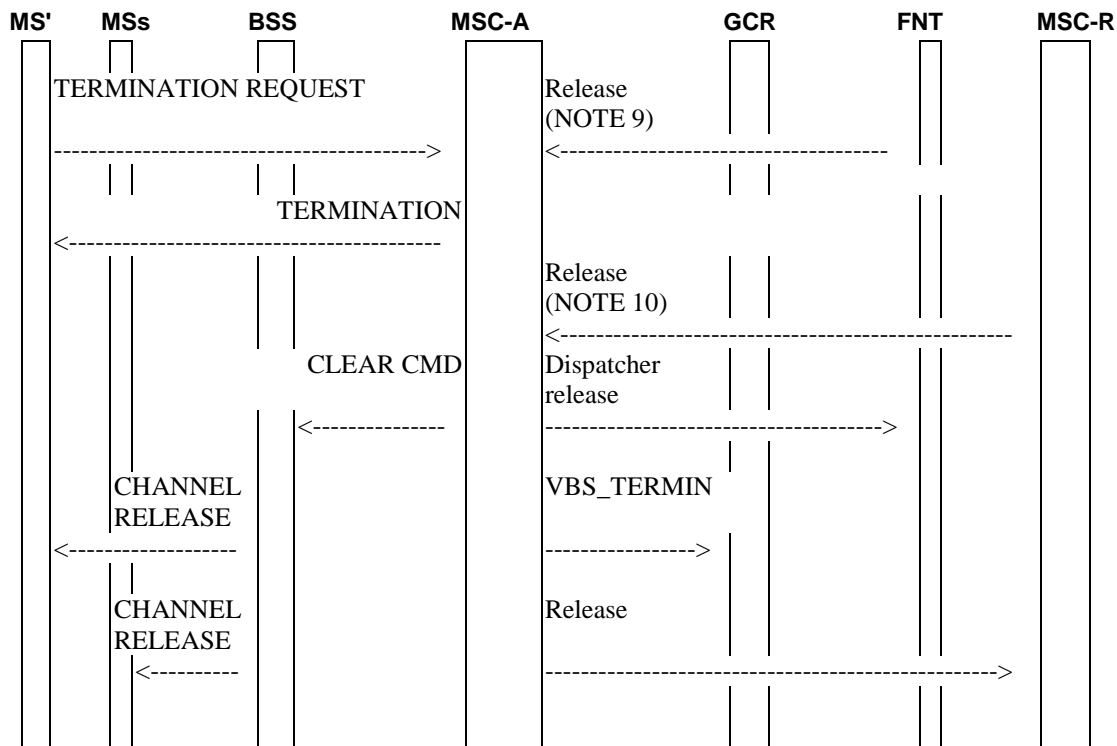 MS' MSs BSS MSC-A GCR FNT MSC-R
TERMINATION REQUEST Release
(NOTE 9)
TERMINATION
Release
(NOTE 10)
CLEAR CMD Dispatcher
release
CHANNEL VBS_TERMIN
RELEASE
CHANNEL Release
RELEASE